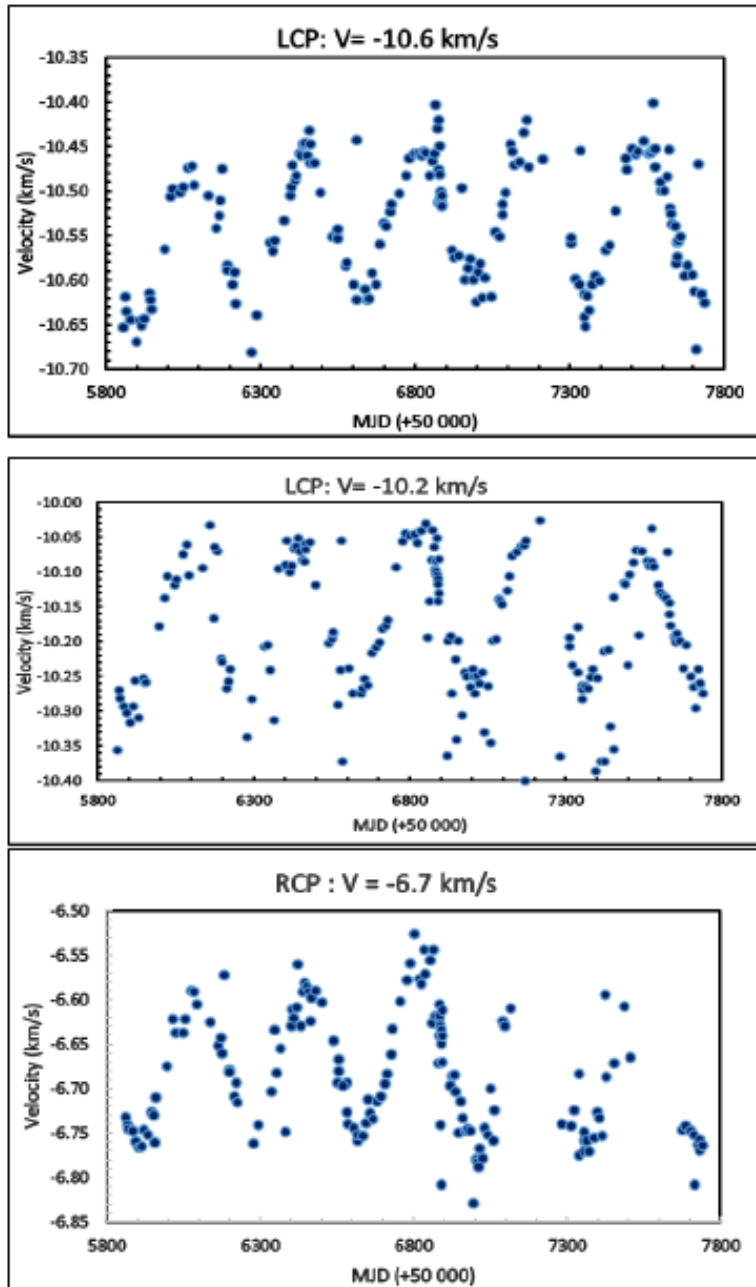 LCP: V= -10.6 km/s
-10.35
-10.40
-10.45
-10.50
-10.55
-10.60
-10.65
-10.70
Velocity (km/s)
5800 6300 6800 7300 7800
MJD (+50 000)
LCP: V= -10.2 km/s
-10.00
-10.05
-10.10
-10.15
-10.20
-10.25
-10.30
-10.35
-10.40
Velocity (km/s)
5800 6300 6800 7300 7800
MJD (+50 000)
RCP : V = -6.7 km/s
-6.50
-6.55
-6.60
-6.65
-6.70
-6.75
-6.80
-6.85
Velocity (km/s)
5800 6300 6800 7300 7800
MJD (+50 000)